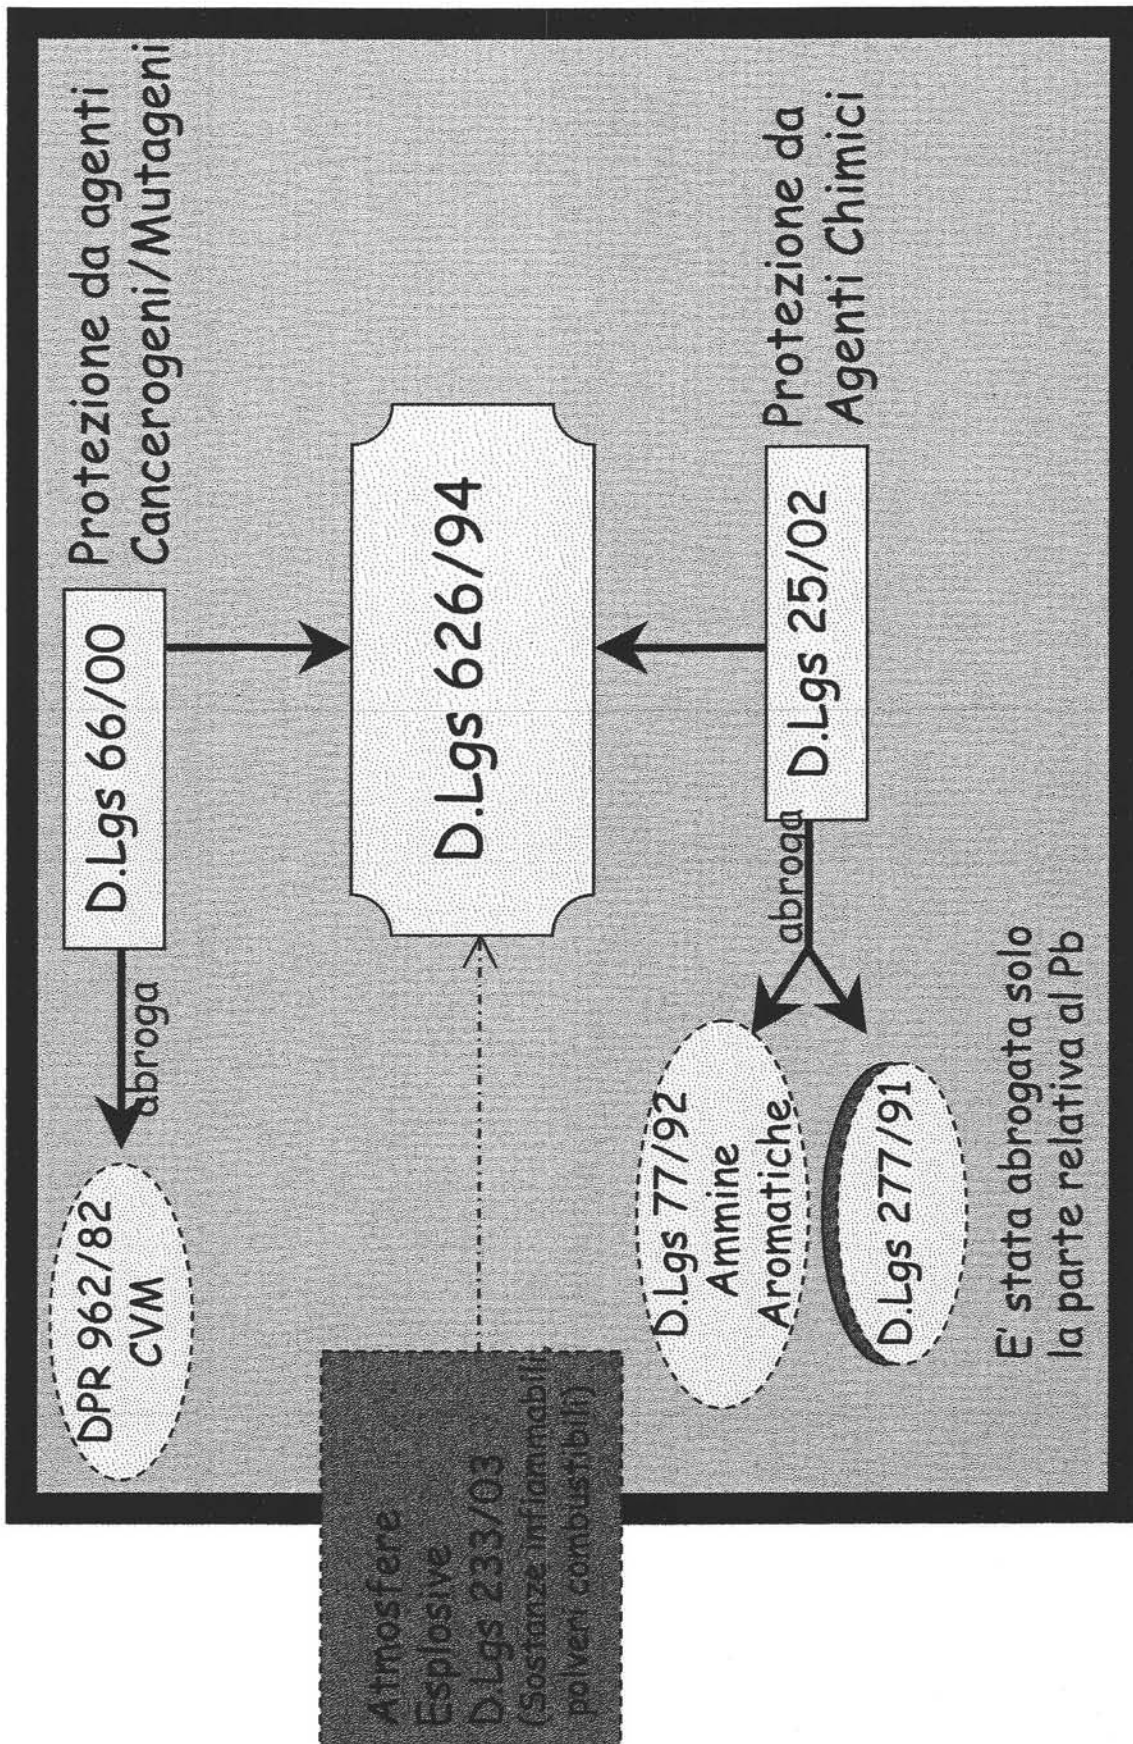 DPR 962/82
CVM
abroga
D.Lgs 66/00
Protezione da agenti
Cancerogeni/Mutageni
Atmosfere
Esplosive
D.Lgs 233/03
(Sostanze infiammabili,
polveri combustibili)
D.Lgs 626/94
D.Lgs 77/92
Ammine
Aromatiche
D.Lgs 277/91
abroga
D.Lgs 25/02
Protezione da
Agenti Chimici
E' stata abrogata solo
la parte relativa al Pb